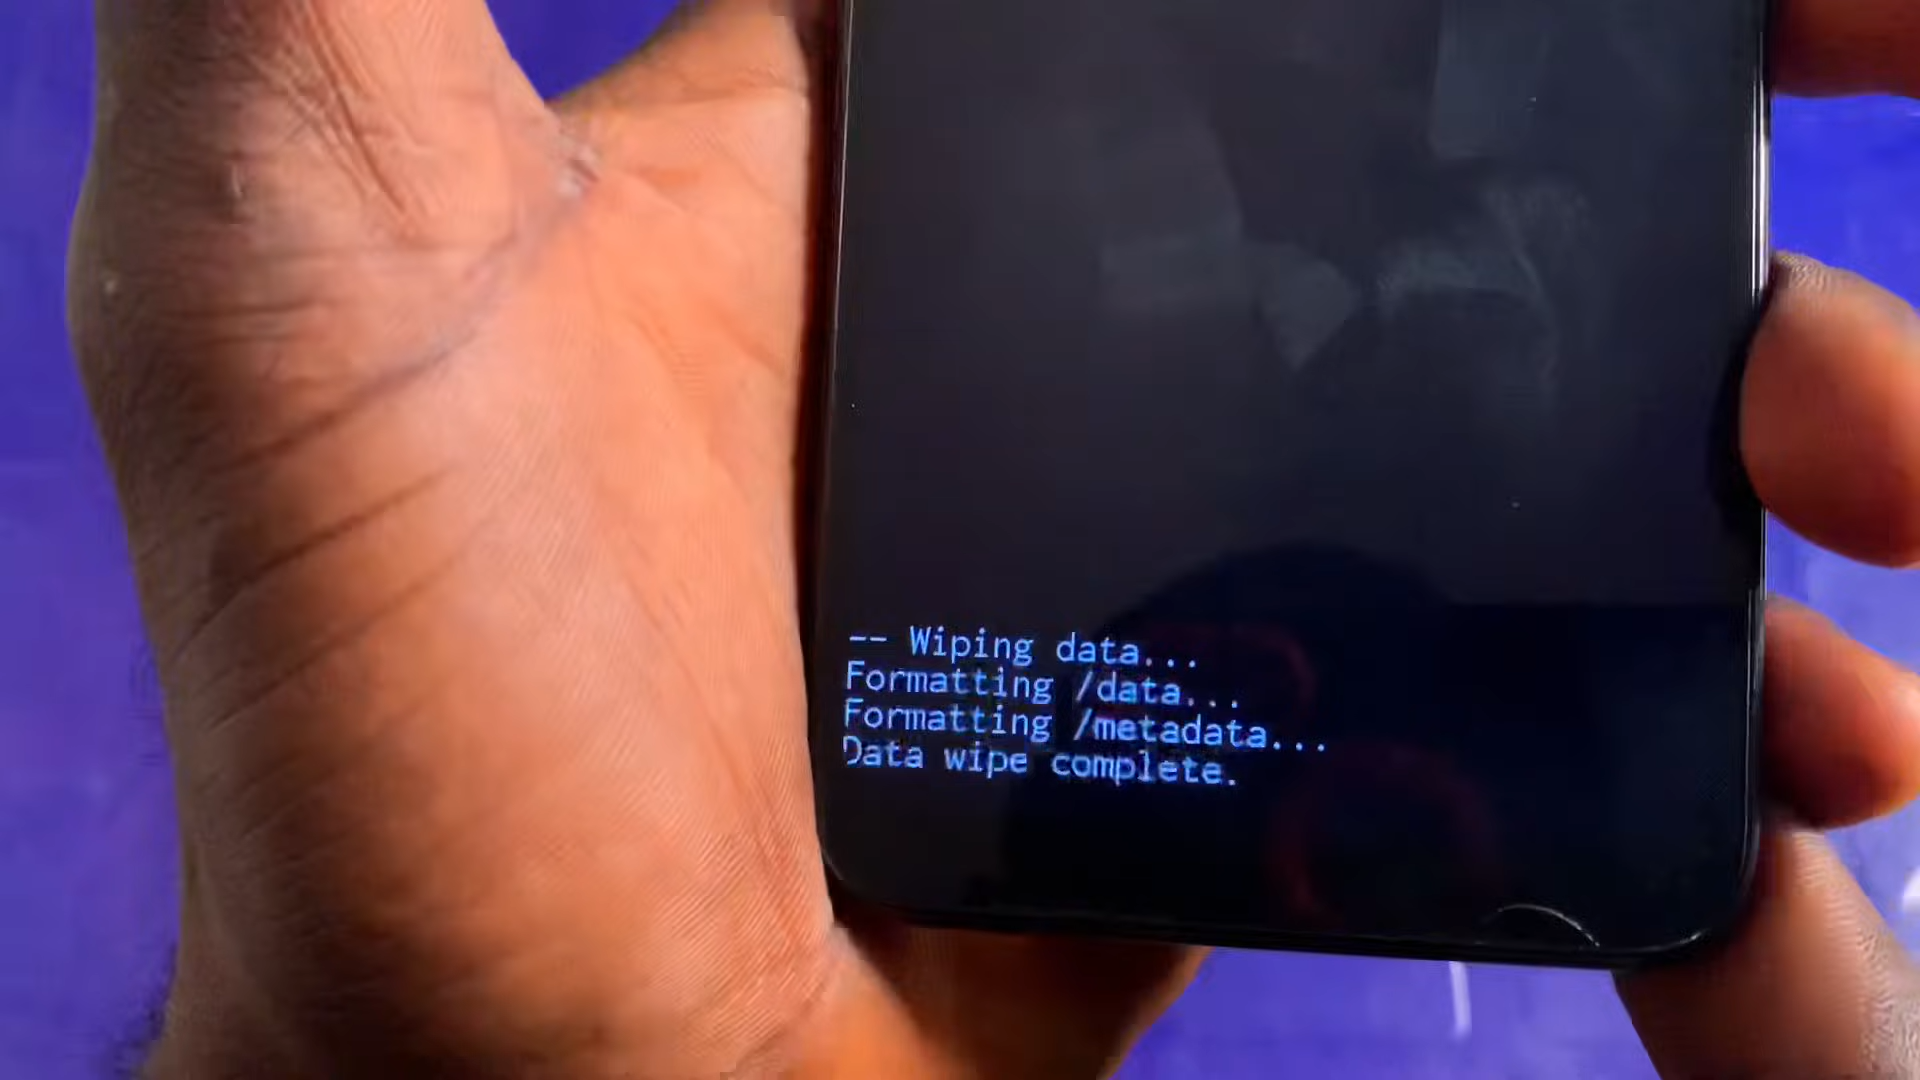 -- Wiping data...
Formatting /data...
Formatting /metadata...
Data wipe complete.